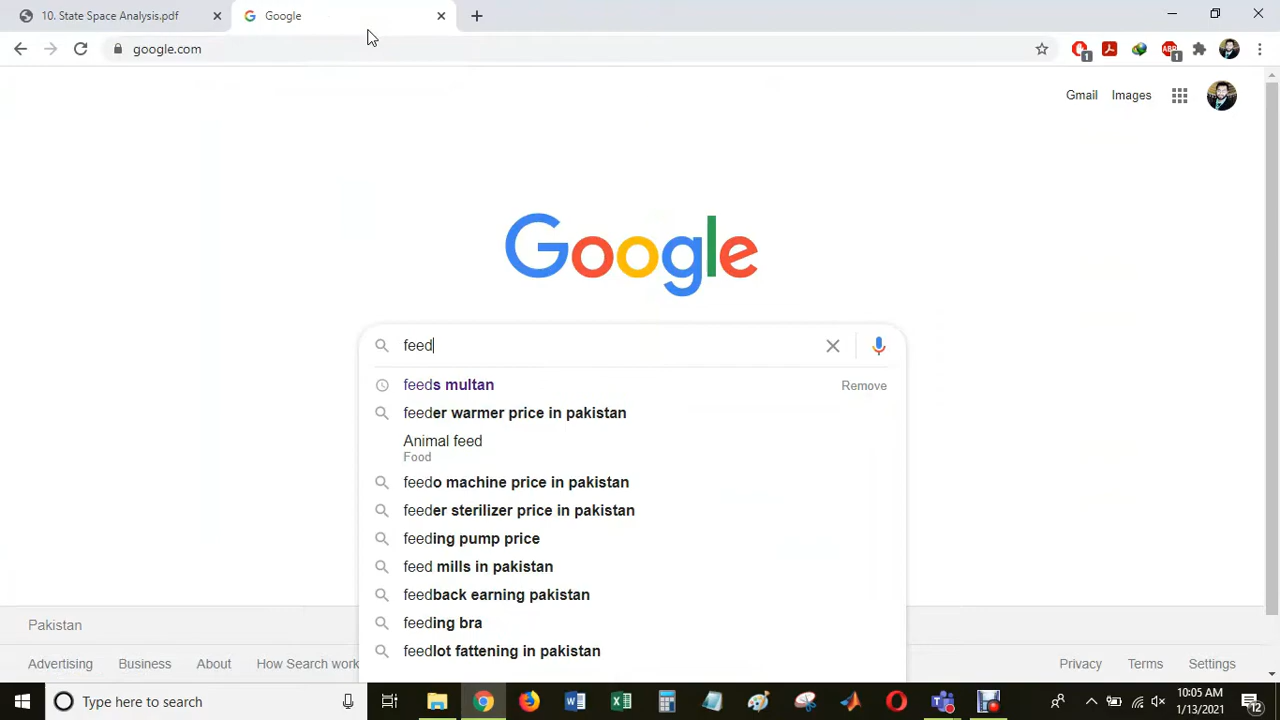 10. State Space Analysis.pdf
Google
google.com
1
1
Gmail Images
Google
feed
feeds multan Remove
feeder warmer price in pakistan
Animal feed
Food
feedo machine price in pakistan
feeder sterilizer price in pakistan
feeding pump price
feed mills in pakistan
feedback earning pakistan
feeding bra
feedlot fattening in pakistan
Pakistan
Advertising Business About How Search work Privacy Terms Settings
Type here to search
10:05 AM
1/13/2021
12